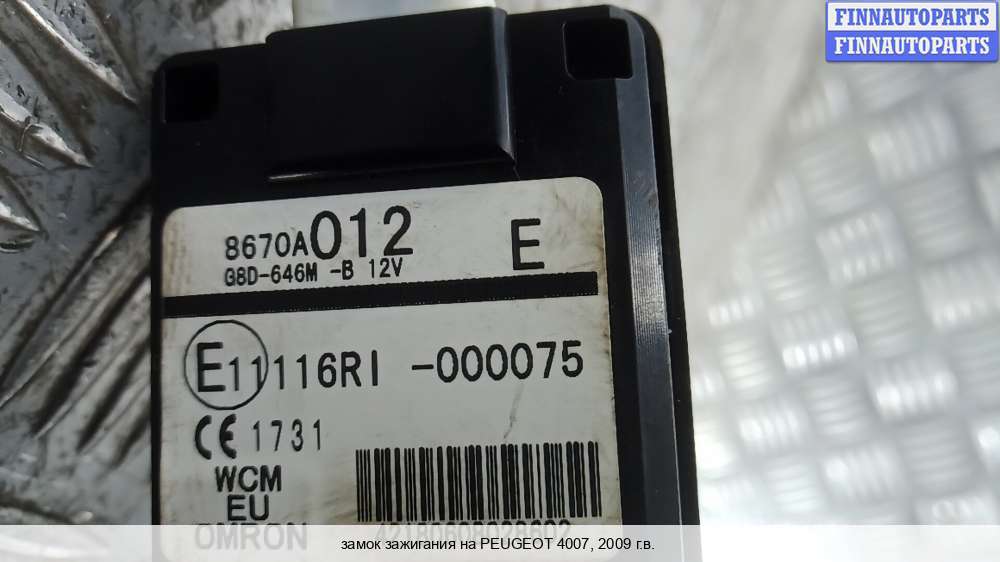 FINNAUTOPARTS
FINNAUTOPARTS
8670A012 E
G8D-646M -B 12V
E11 116RI -000075
CE 1731
WCM
EU
OMRON 42180608028602
замок зажигания на PEUGEOT 4007, 2009 г.в.